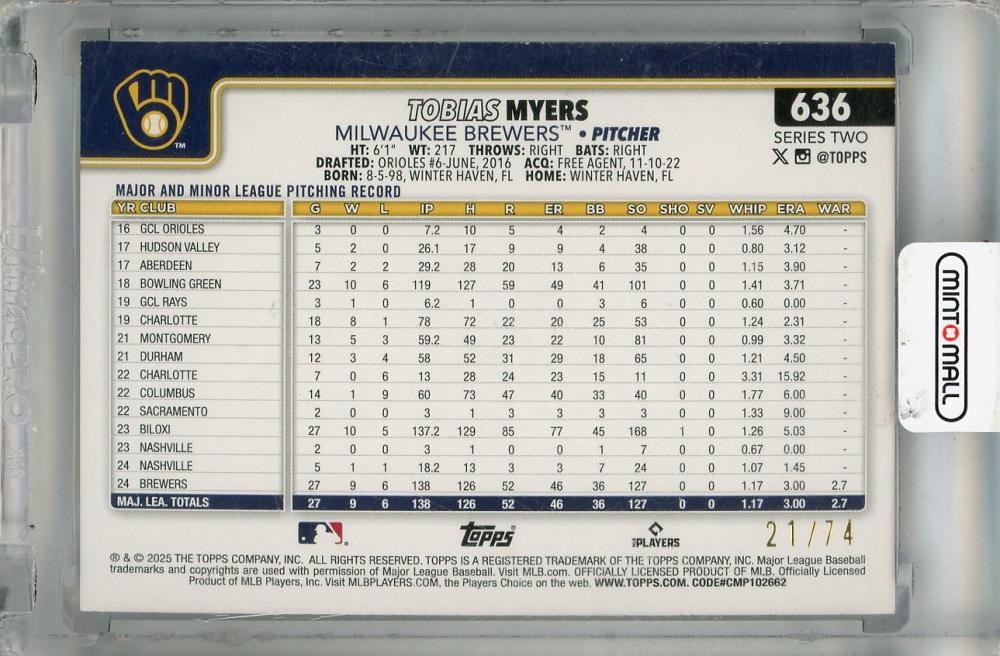 TOBIAS MYERS
636
MILWAUKEE BREWERS™ • PITCHER
SERIES TWO
HT: 6'1" WT: 217 THROWS: RIGHT BATS: RIGHT
@TOPPS
DRAFTED: ORIOLES #6-JUNE, 2016 ACQ: FREE AGENT, 11-10-22
BORN: 8-5-98, WINTER HAVEN, FL HOME: WINTER HAVEN, FL
MAJOR AND MINOR LEAGUE PITCHING RECORD
YR CLUB G W L IP H R ER BB SO SHO SV WHIP ERA WAR
16 GCL ORIOLES 3 0 0 7.2 10 5 4 2 4 0 0 1.56 4.70 -
17 HUDSON VALLEY 5 2 0 26.1 17 9 9 4 38 0 0 0.80 3.12 -
17 ABERDEEN 7 2 2 29.2 28 20 13 6 35 0 0 1.15 3.90 -
18 BOWLING GREEN 23 10 6 119 127 59 49 41 101 0 0 1.41 3.71 -
19 GCL RAYS 3 1 0 6.2 1 0 0 3 6 0 0 0.60 0.00 -
19 CHARLOTTE 18 8 1 78 72 22 20 25 53 0 0 1.24 2.31 -
21 MONTGOMERY 13 5 3 59.2 49 23 22 10 81 0 0 0.99 3.32 -
21 DURHAM 12 3 4 58 52 31 29 18 65 0 0 1.21 4.50 -
22 CHARLOTTE 7 0 6 13 28 24 23 15 11 0 0 3.31 15.92 -
22 COLUMBUS 14 1 9 60 73 47 40 33 40 0 0 1.77 6.00 -
22 SACRAMENTO 2 0 0 3 1 3 3 3 3 0 0 1.33 9.00 -
23 BILOXI 27 10 5 137.2 129 85 77 45 168 1 0 1.26 5.03 -
23 NASHVILLE 2 0 0 3 1 0 0 1 7 0 0 0.67 0.00 -
24 NASHVILLE 5 1 1 18.2 13 3 3 7 24 0 0 1.07 1.45 -
24 BREWERS 27 9 6 138 126 52 46 36 127 0 0 1.17 3.00 2.7
MAJ. LEA. TOTALS 27 9 6 138 126 52 46 36 127 0 0 1.17 3.00 2.7
topps
PLAYERS
21/74
® & © 2025 THE TOPPS COMPANY, INC. ALL RIGHTS RESERVED. TOPPS IS A REGISTERED TRADEMARK OF THE TOPPS COMPANY, INC. Major League Baseball
trademarks and copyrights are used with permission of Major League Baseball. Visit MLB.com. OFFICIALLY LICENSED PRODUCT OF MLB. Officially Licensed
Product of MLB Players, Inc. Visit MLBPLAYERS.COM, the Players Choice on the web. WWW.TOPPS.COM. CODE#CMP102662
MINT MALL